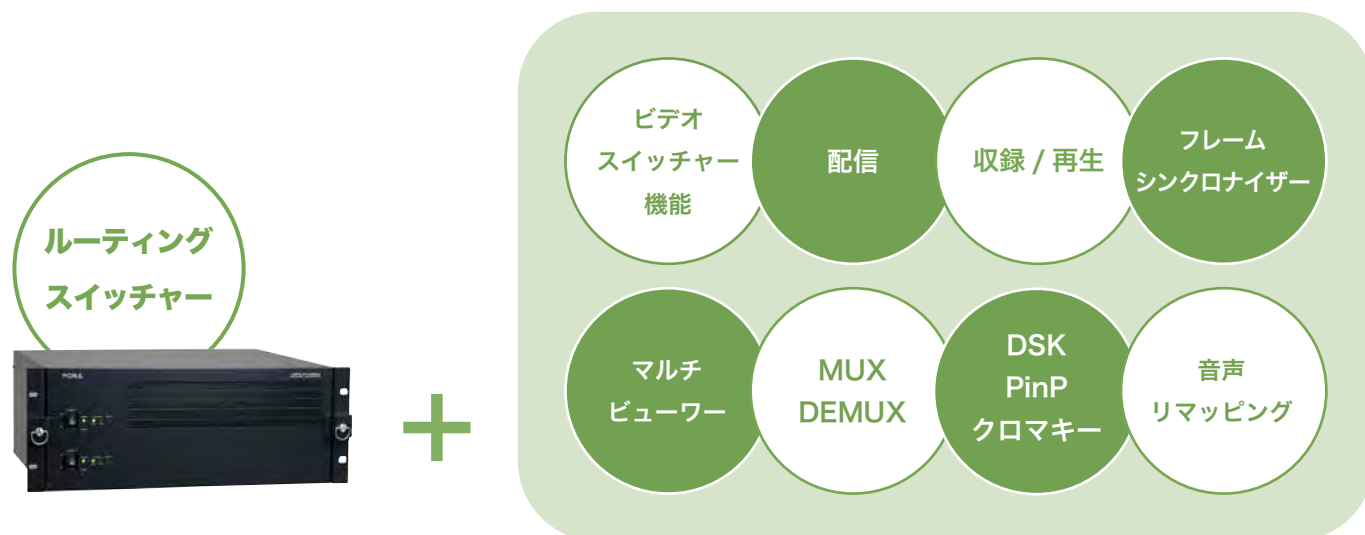 ルーティング
スイッチャー
FOR.A
ビデオ
スイッチャー
機能
配信
収録 / 再生
フレーム
シンクロナイザー
マルチ
ビューワー
MUX
DEMUX
DSK
PinP
クロマキー
音声
リマッピング